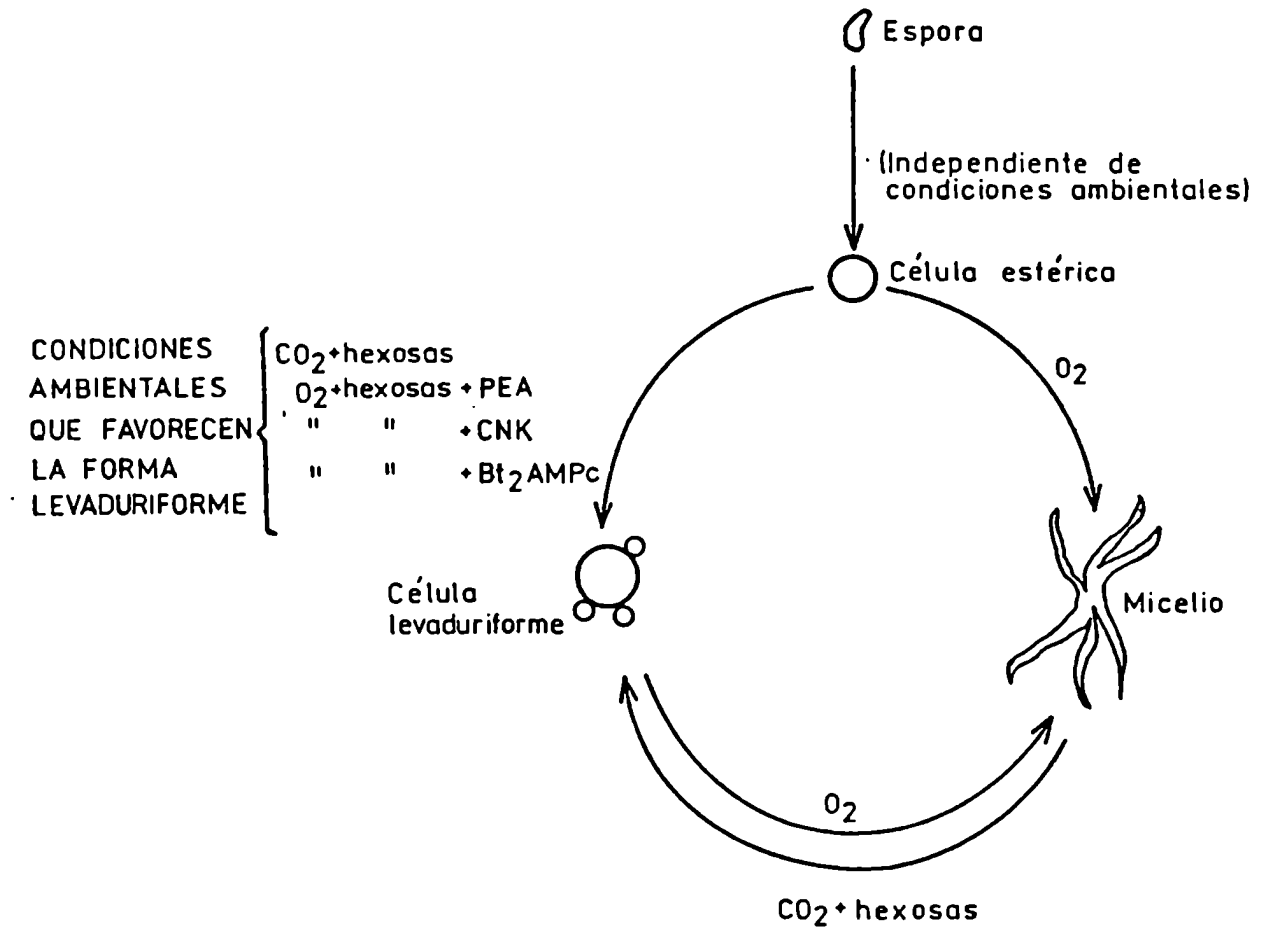 Espora
(Independiente de
condiciones ambientales)
Célula estérica
CONDICIONES
AMBIENTALES
QUE FAVORECEN
LA FORMA
LEVADURIFORME
CO2+hexosas
O2+hexosas +PEA
" " +CNK
" " +Bt2AMPc
O2
Célula
levaduriforme
Micelio
O2
CO2+hexosas